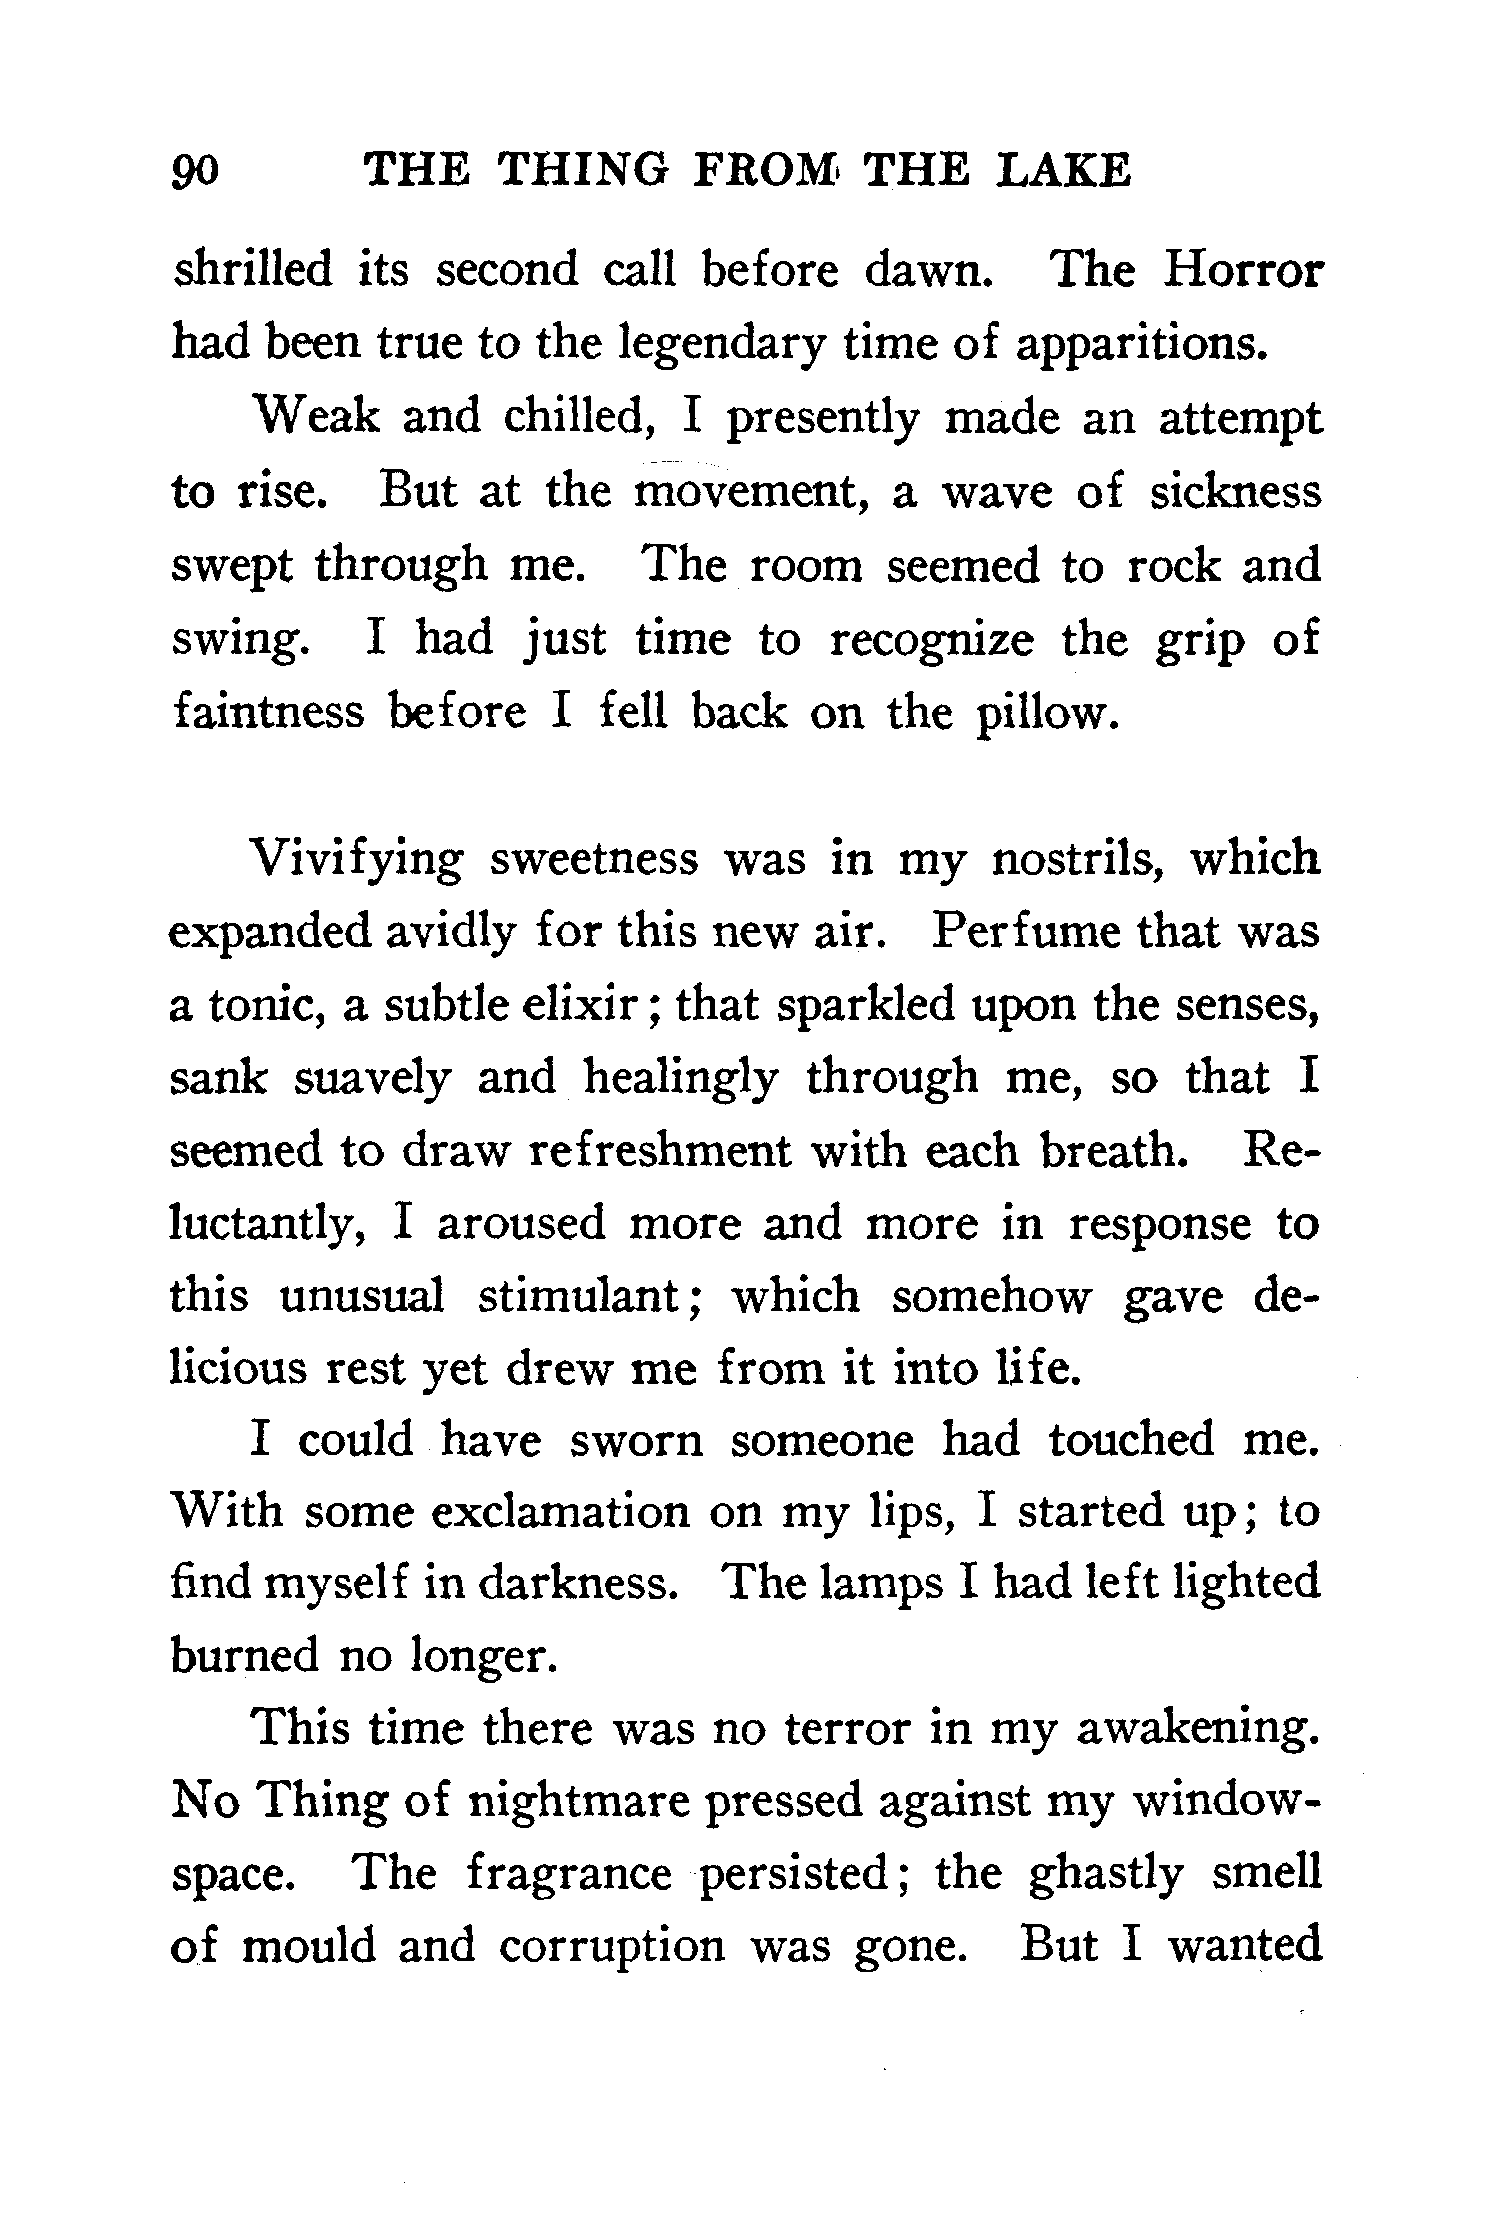 90 THE THING FROM THE LAKE
shrilled its second call before dawn. The Horror
had been true to the legendary time of apparitions.
Weak and chilled, I presently made an attempt
to rise. But at the movement, a wave of sickness
swept through me. The room seemed to rock and
swing. I had just time to recognize the grip of
faintness before I fell back on the pillow.
Vivifying sweetness was in my nostrils, which
expanded avidly for this new air. Perfume that was
a tonic, a subtle elixir; that sparkled upon the senses,
sank suavely and healingly through me, so that I
seemed to draw refreshment with each breath. Re-
luctantly, I aroused more and more in response to
this unusual stimulant; which somehow gave de-
licious rest yet drew me from it into life.
I could have sworn someone had touched me.
With some exclamation on my lips, I started up; to
find myself in darkness. The lamps I had left lighted
burned no longer.
This time there was no terror in my awakening.
No Thing of nightmare pressed against my window-
space. The fragrance persisted; the ghastly smell
of mould and corruption was gone. But I wanted